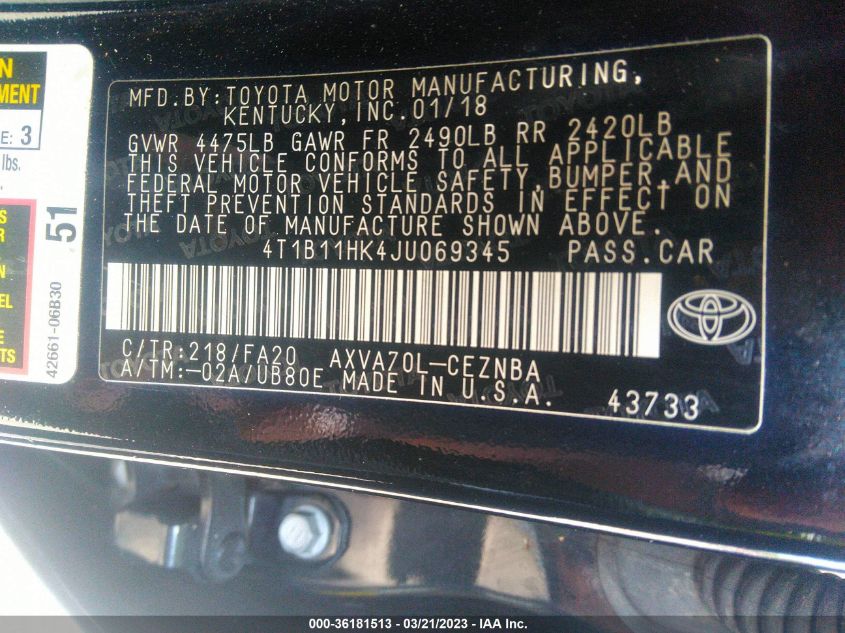 N
MENT
E: 3
lbs.
51
42661-06B30
MFD.BY:TOYOTA MOTOR MANUFACTURING,
KENTUCKY,INC.01/18
GVWR 4475LB GAWR FR 2490LB RR 2420LB
THIS VEHICLE CONFORMS TO ALL APPLICABLE
FEDERAL MOTOR VEHICLE SAFETY,BUMPER,AND
THEFT PREVENTION STANDARDS IN EFFECT ON
THE DATE OF MANUFACTURE SHOWN ABOVE.
4T1B11HK4JU069345 PASS.CAR
C/TR:218/FA20 AXVA70L-CEZNBA
A/TM:-02A/UB80E MADE IN U.S.A.
43733
000-36181513 - 03/21/2023 - IAA Inc.